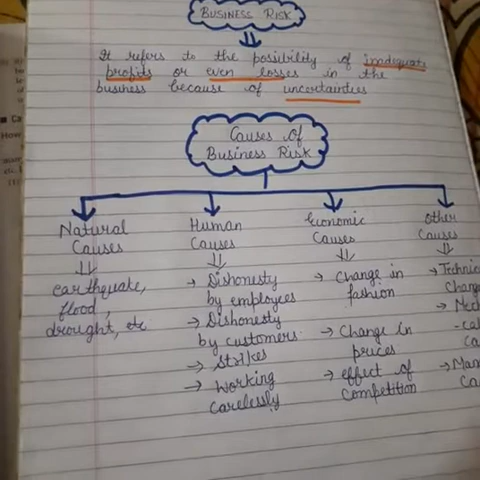 BUSINESS RISK
It refers to the possibility of inadequate
profits or even losses in the
business because of uncertainties
Causes of
Business Risk
Natural
Causes
earthquake,
flood,
drought, etc
Human
Causes
→ Dishonesty
by employees
→ Dishonesty
by customers
→ Strikes
→ Working
carelessly
Economic
Causes
→ Change in
fashion
→ Change in
prices
→ effect of
competition
Other
Causes